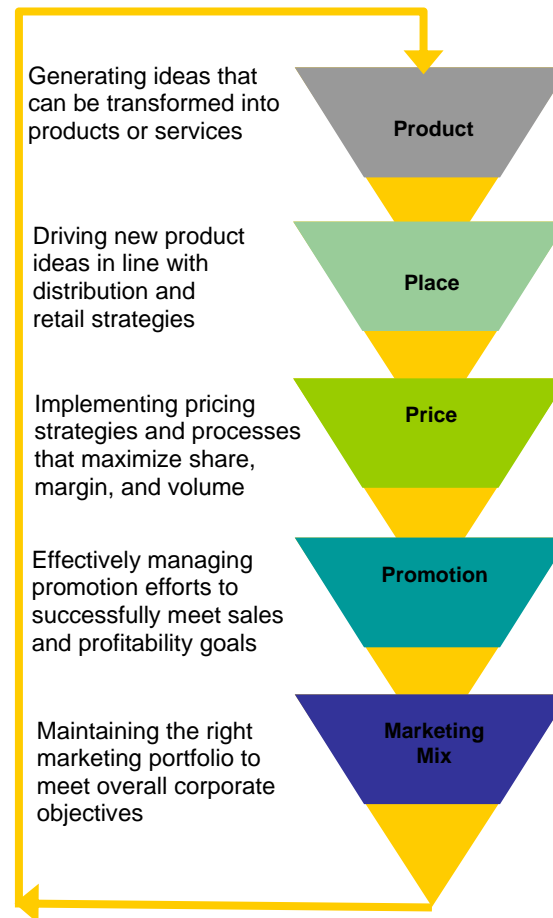 Generating ideas that
can be transformed into
products or services
Product
Driving new product
ideas in line with
distribution and
retail strategies
Place
Implementing pricing
strategies and processes
that maximize share,
margin, and volume
Price
Effectively managing
promotion efforts to
successfully meet sales
and profitability goals
Promotion
Maintaining the right
marketing portfolio to
meet overall corporate
objectives
Marketing
Mix